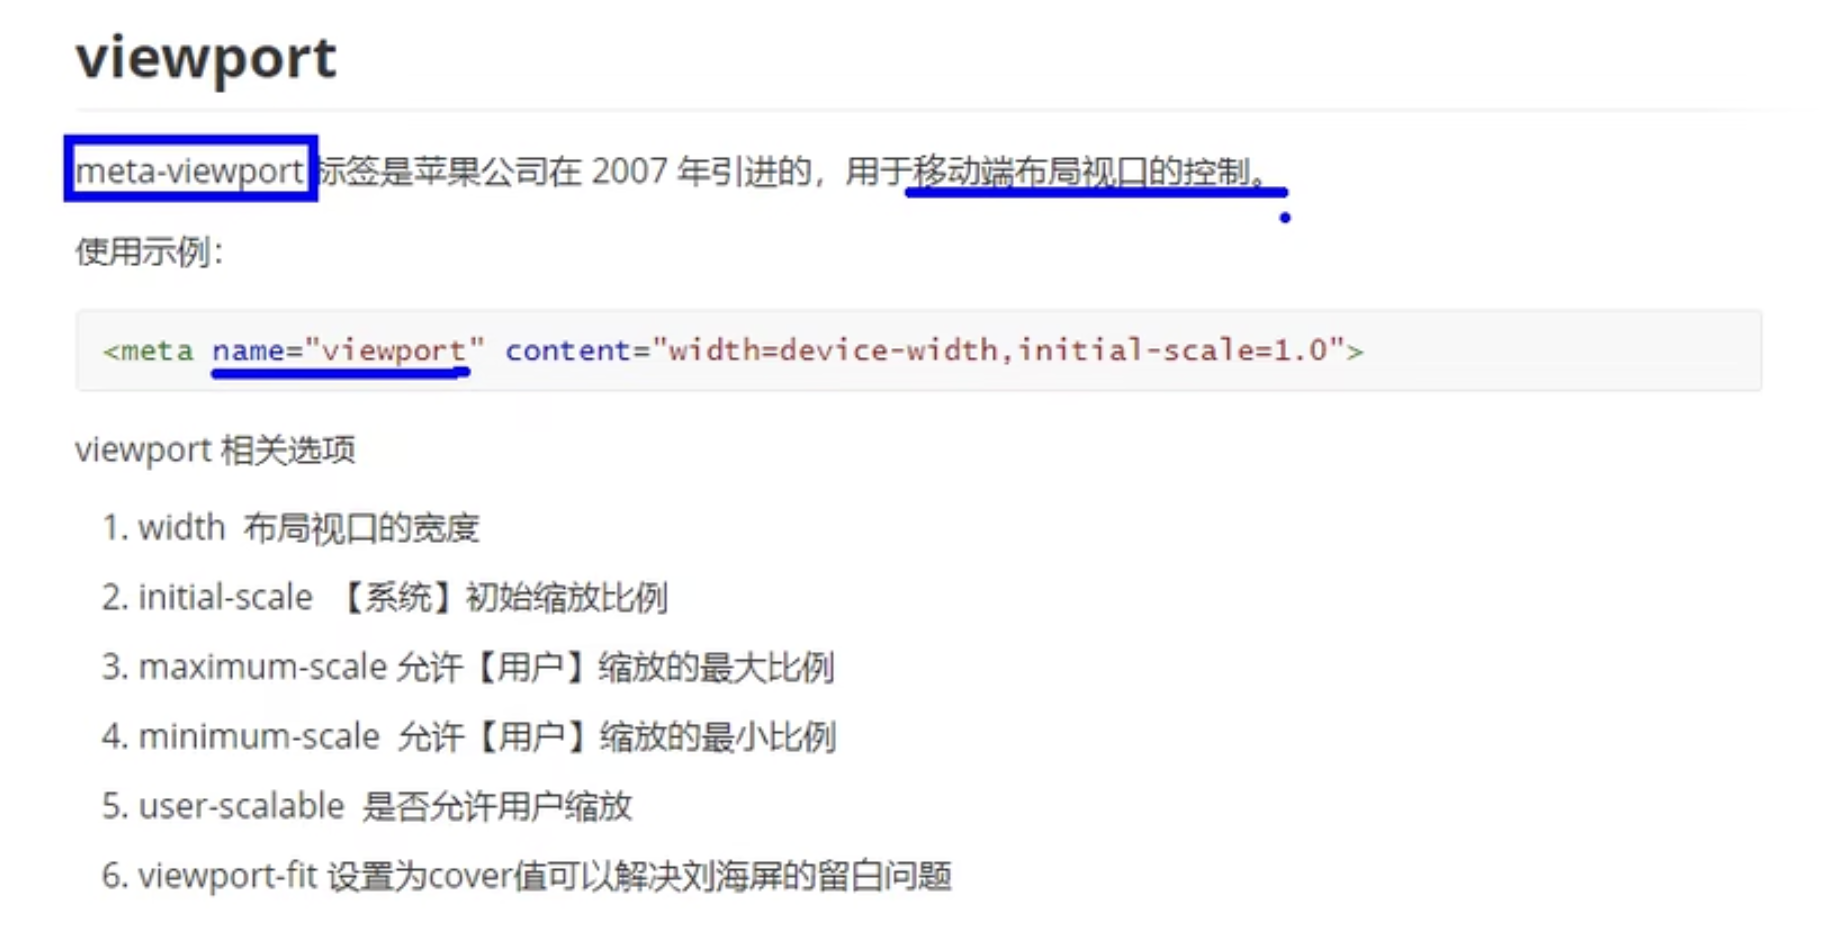 viewport
meta-viewport 标签是苹果公司在 2007 年引进的，用于移动端布局视口的控制。
使用示例：
<meta name="viewport" content="width=device-width,initial-scale=1.0">
viewport 相关选项
1. width 布局视口的宽度
2. initial-scale 【系统】初始缩放比例
3. maximum-scale 允许【用户】缩放的最大比例
4. minimum-scale 允许【用户】缩放的最小比例
5. user-scalable 是否允许用户缩放
6. viewport-fit 设置为cover值可以解决刘海屏的留白问题